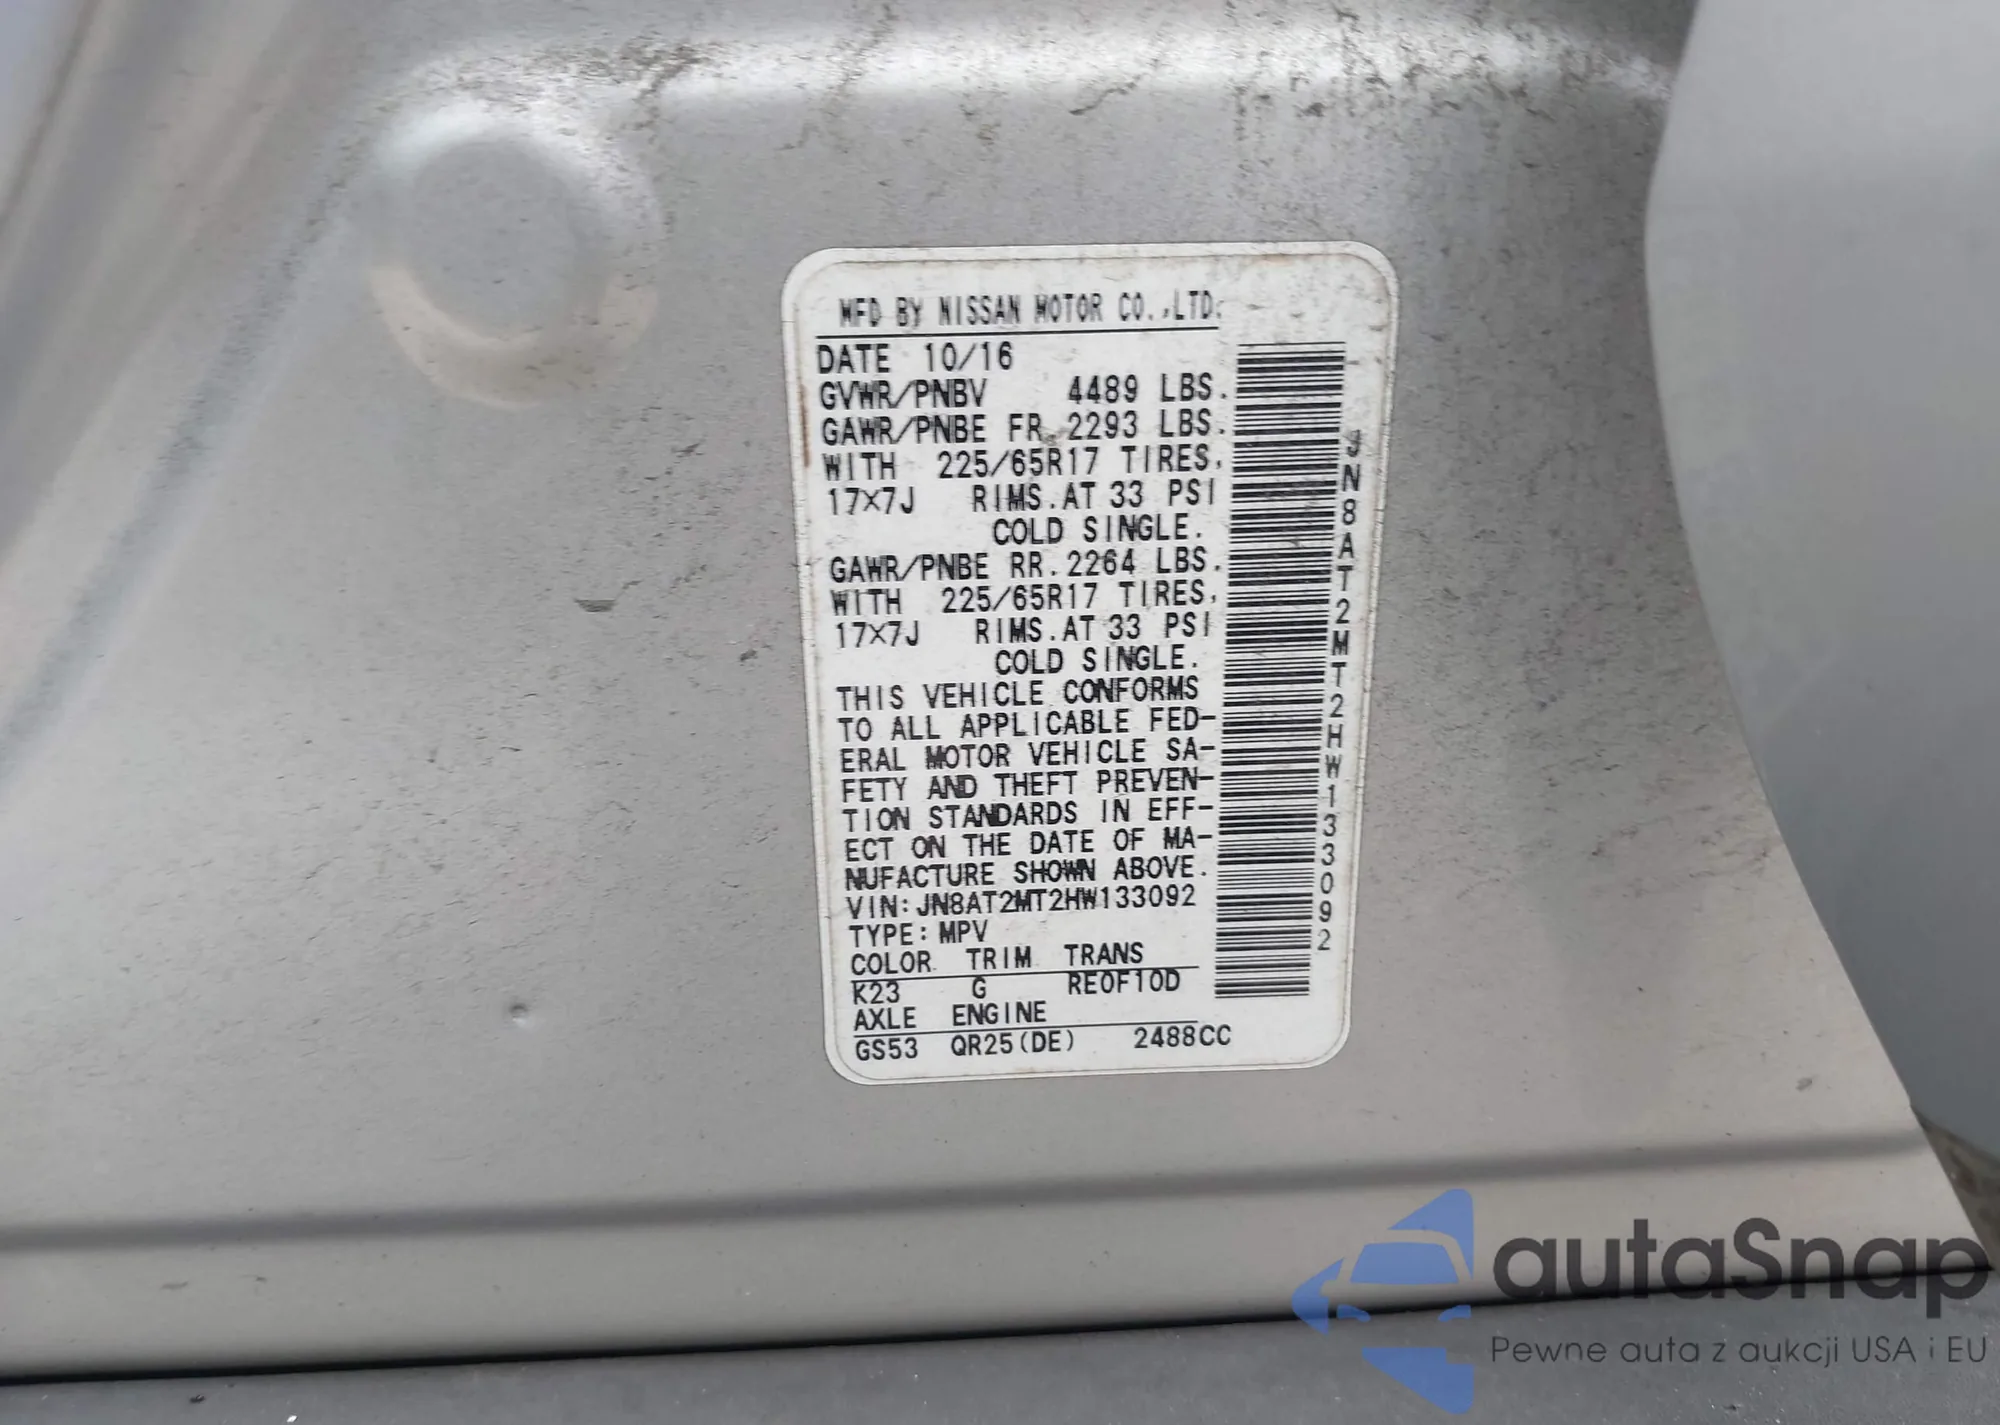 MFD BY NISSAN MOTOR CO.,LTD.
DATE 10/16
GVWR/PNBV 4489 LBS.
GAWR/PNBE FR. 2293 LBS.
WITH 225/65R17 TIRES,
17X7J RIMS.AT 33 PSI
COLD SINGLE.
GAWR/PNBE RR.2264 LBS.
WITH 225/65R17 TIRES,
17X7J RIMS.AT 33 PSI
COLD SINGLE.
THIS VEHICLE CONFORMS
TO ALL APPLICABLE FED-
ERAL MOTOR VEHICLE SA-
FETY AND THEFT PREVEN-
TION STANDARDS IN EFF-
ECT ON THE DATE OF MA-
NUFACTURE SHOWN ABOVE.
VIN:JN8AT2MT2HW133092
TYPE:MPV
COLOR TRIM TRANS
K23 G RE0F10D
AXLE ENGINE
GS53 QR25(DE) 2488CC
JN8AT2MT2HW133092
autaSnap
Pewne auta z aukcji USA i EU